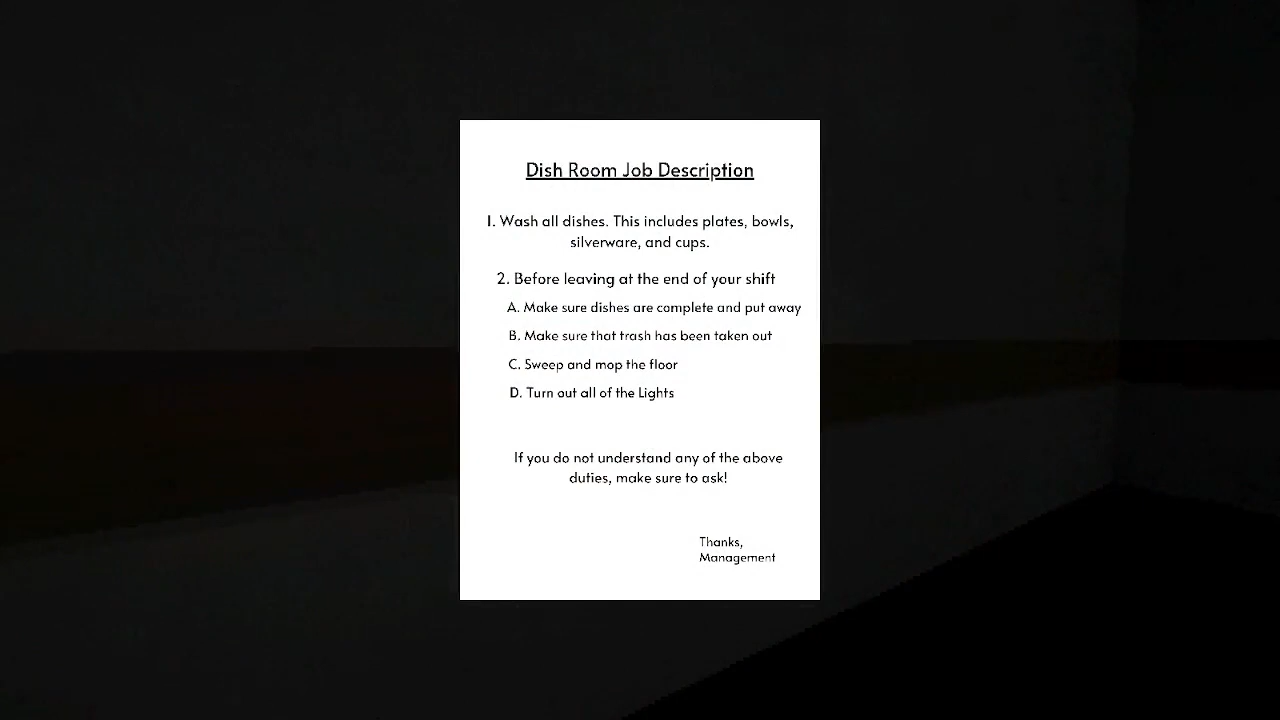 Dish Room Job Description
1. Wash all dishes. This includes plates, bowls,
silverware, and cups.
2. Before leaving at the end of your shift
A. Make sure dishes are complete and put away
B. Make sure that trash has been taken out
C. Sweep and mop the floor
D. Turn out all of the Lights
If you do not understand any of the above
duties, make sure to ask!
Thanks,
Management